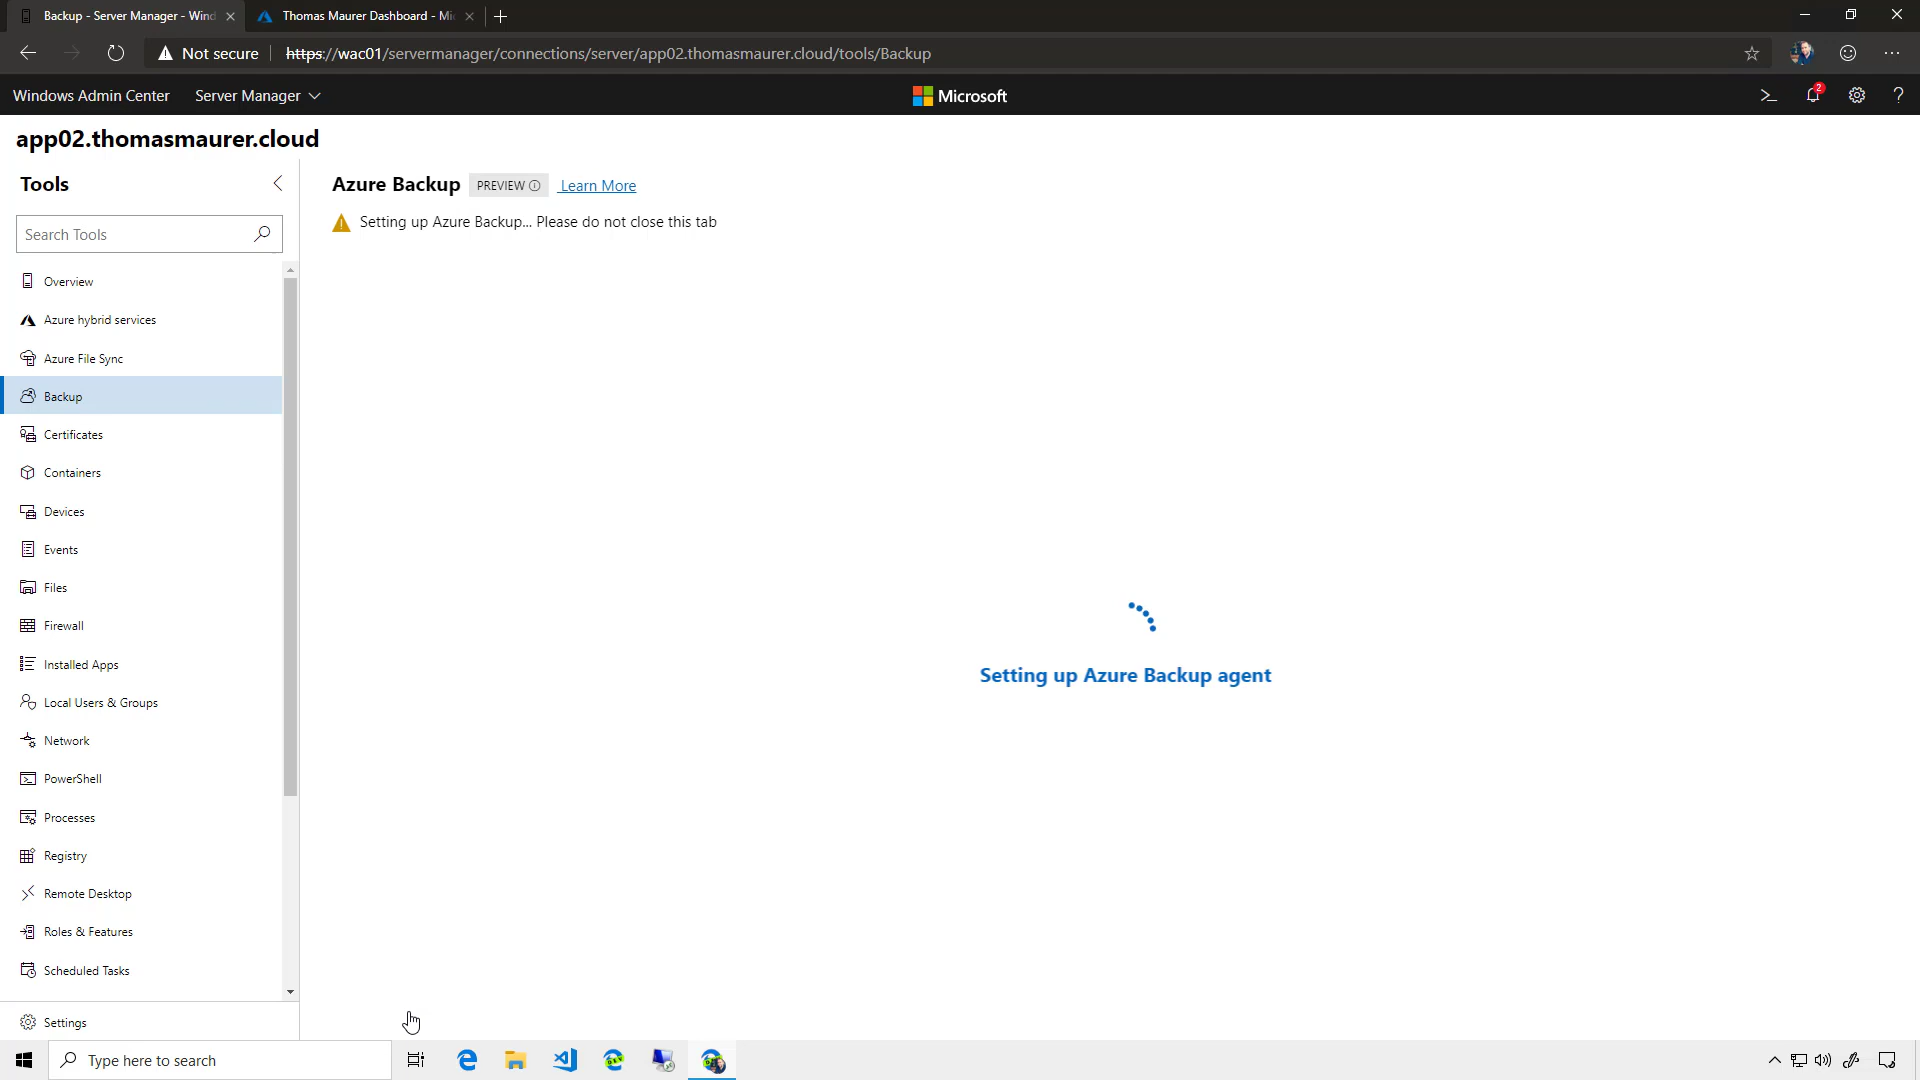 Backup - Server Manager - Wind
Thomas Maurer Dashboard - Mi
Not secure
https://wac01/servermanager/connections/server/app02.thomasmaurer.cloud/tools/Backup
Windows Admin Center
Server Manager
Microsoft
2
app02.thomasmaurer.cloud
Tools
Search Tools
Overview
Azure hybrid services
Azure File Sync
Backup
Certificates
Containers
Devices
Events
Files
Firewall
Installed Apps
Local Users & Groups
Network
PowerShell
Processes
Registry
Remote Desktop
Roles & Features
Scheduled Tasks
Settings
Azure Backup PREVIEW Learn More
Setting up Azure Backup... Please do not close this tab
Setting up Azure Backup agent
Type here to search
DEV